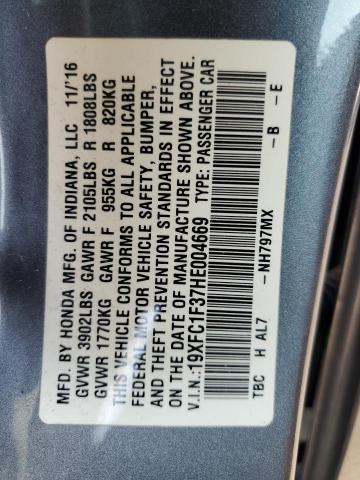 MFD. BY HONDA MFG. OF INDIANA, LLC 11/'16
GVWR 3902LBS GAWR F 2105LBS R 1808LBS
GVWR 1770KG GAWR F 955KG R 820KG
THIS VEHICLE CONFORMS TO ALL APPLICABLE
FEDERAL MOTOR VEHICLE SAFETY, BUMPER,
AND THEFT PREVENTION STANDARDS IN EFFECT
ON THE DATE OF MANUFACTURE SHOWN ABOVE.
V.I.N.:19XFC1F37HE004669 TYPE: PASSENGER CAR
TBC H AL7 - NH797MX - B - E